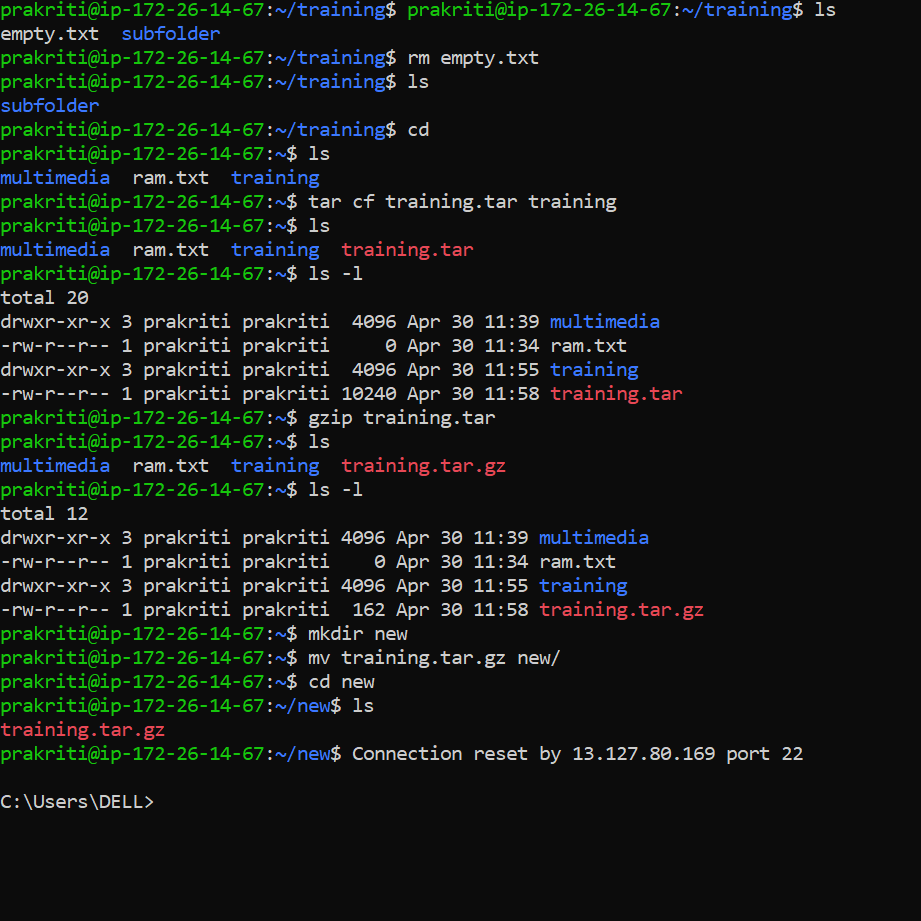 prakriti@ip-172-26-14-67:~/training$ prakriti@ip-172-26-14-67:~/training$ ls
empty.txt  subfolder
prakriti@ip-172-26-14-67:~/training$ rm empty.txt
prakriti@ip-172-26-14-67:~/training$ ls
subfolder
prakriti@ip-172-26-14-67:~/training$ cd
prakriti@ip-172-26-14-67:~$ ls
multimedia  ram.txt  training
prakriti@ip-172-26-14-67:~$ tar cf training.tar training
prakriti@ip-172-26-14-67:~$ ls
multimedia  ram.txt  training  training.tar
prakriti@ip-172-26-14-67:~$ ls -l
total 20
drwxr-xr-x 3 prakriti prakriti  4096 Apr 30 11:39 multimedia
-rw-r--r-- 1 prakriti prakriti     0 Apr 30 11:34 ram.txt
drwxr-xr-x 3 prakriti prakriti  4096 Apr 30 11:55 training
-rw-r--r-- 1 prakriti prakriti 10240 Apr 30 11:58 training.tar
prakriti@ip-172-26-14-67:~$ gzip training.tar
prakriti@ip-172-26-14-67:~$ ls
multimedia  ram.txt  training  training.tar.gz
prakriti@ip-172-26-14-67:~$ ls -l
total 12
drwxr-xr-x 3 prakriti prakriti 4096 Apr 30 11:39 multimedia
-rw-r--r-- 1 prakriti prakriti    0 Apr 30 11:34 ram.txt
drwxr-xr-x 3 prakriti prakriti 4096 Apr 30 11:55 training
-rw-r--r-- 1 prakriti prakriti  162 Apr 30 11:58 training.tar.gz
prakriti@ip-172-26-14-67:~$ mkdir new
prakriti@ip-172-26-14-67:~$ mv training.tar.gz new/
prakriti@ip-172-26-14-67:~$ cd new
prakriti@ip-172-26-14-67:~/new$ ls
training.tar.gz
prakriti@ip-172-26-14-67:~/new$ Connection reset by 13.127.80.169 port 22
C:\Users\DELL>